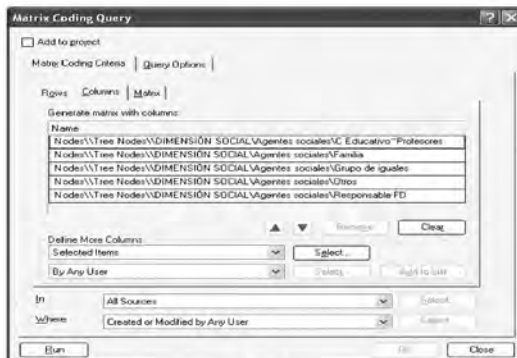 Matrix Coding Query
Add to project
Matrix Coding Criteria Query Options
Rows Columns Matrix
Generate matrix with columns:
Name
Nodes\\Tree Nodes\\DIMENSIÓN SOCIAL\Agentes sociales\C Educativo~Profesores
Nodes\\Tree Nodes\\DIMENSIÓN SOCIAL\Agentes sociales\Familia
Nodes\\Tree Nodes\\DIMENSIÓN SOCIAL\Agentes sociales\Grupo de iguales
Nodes\\Tree Nodes\\DIMENSIÓN SOCIAL\Agentes sociales\Otros
Nodes\\Tree Nodes\\DIMENSIÓN SOCIAL\Agentes sociales\Responsable FD
Remove Clear
Define More Columns
Selected Items Select...
By Any User Select... Add to List
In All Sources Select...
Where Created or Modified by Any User Select...
Run Close